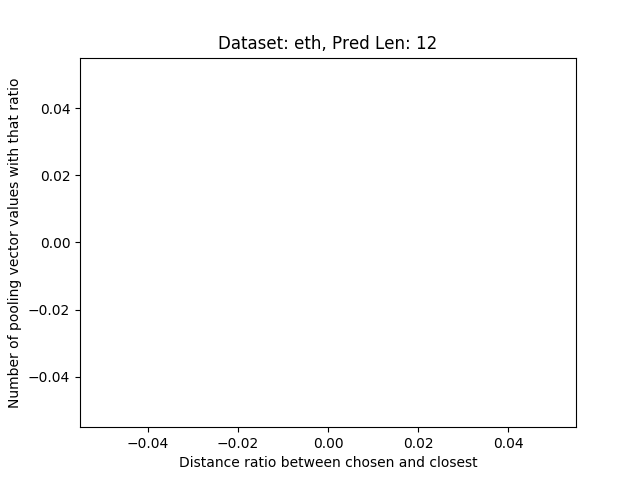 Dataset: eth, Pred Len: 12
Number of pooling vector values with that ratio
0.04
0.02
0.00
−0.02
−0.04
−0.04 −0.02 0.00 0.02 0.04
Distance ratio between chosen and closest